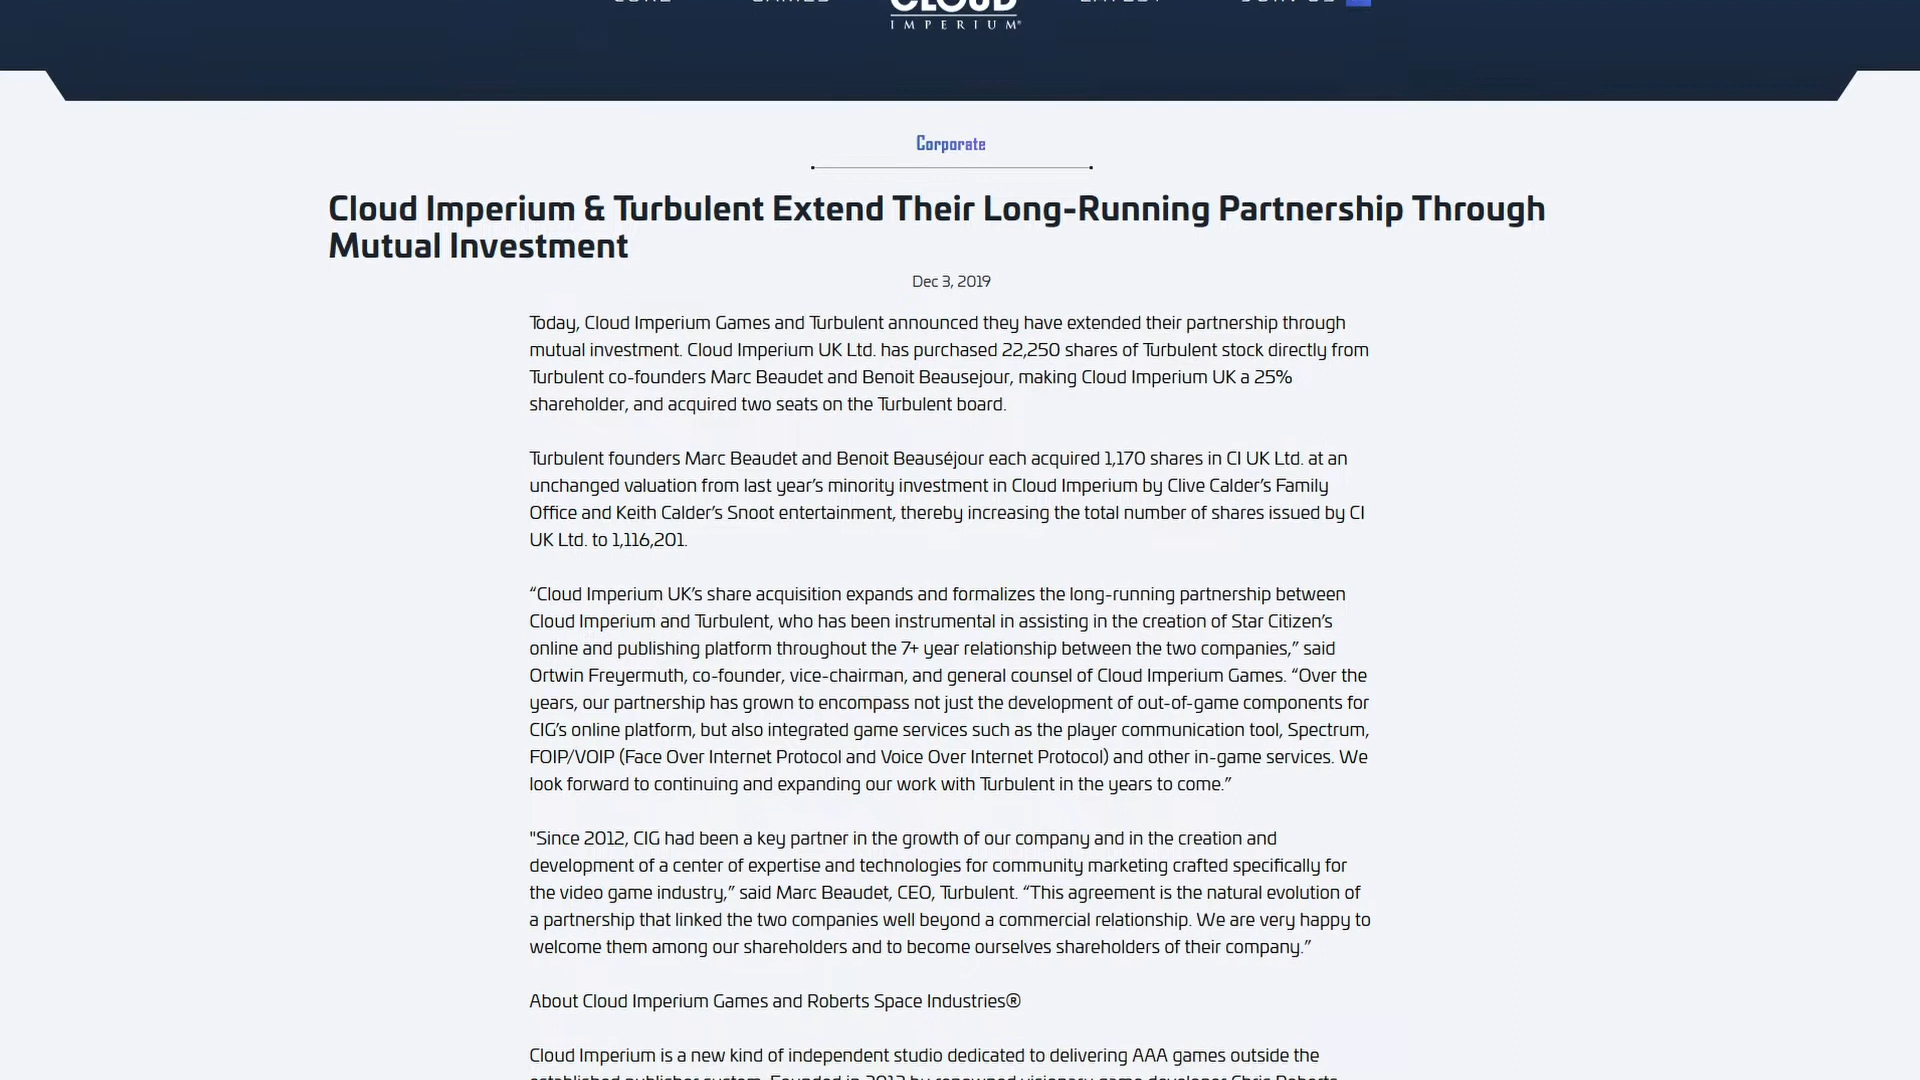 CLOUD
IMPERIUM®
Corporate
Cloud Imperium & Turbulent Extend Their Long-Running Partnership Through
Mutual Investment
Dec 3, 2019
Today, Cloud Imperium Games and Turbulent announced they have extended their partnership through
mutual investment. Cloud Imperium UK Ltd. has purchased 22,250 shares of Turbulent stock directly from
Turbulent co-founders Marc Beaudet and Benoit Beausejour, making Cloud Imperium UK a 25%
shareholder, and acquired two seats on the Turbulent board.
Turbulent founders Marc Beaudet and Benoit Beauséjour each acquired 1,170 shares in CI UK Ltd. at an
unchanged valuation from last year’s minority investment in Cloud Imperium by Clive Calder’s Family
Office and Keith Calder’s Snoot entertainment, thereby increasing the total number of shares issued by CI
UK Ltd. to 1,116,201.
“Cloud Imperium UK’s share acquisition expands and formalizes the long-running partnership between
Cloud Imperium and Turbulent, who has been instrumental in assisting in the creation of Star Citizen’s
online and publishing platform throughout the 7+ year relationship between the two companies,” said
Ortwin Freyermuth, co-founder, vice-chairman, and general counsel of Cloud Imperium Games. “Over the
years, our partnership has grown to encompass not just the development of out-of-game components for
CIG’s online platform, but also integrated game services such as the player communication tool, Spectrum,
FOIP/VOIP (Face Over Internet Protocol and Voice Over Internet Protocol) and other in-game services. We
look forward to continuing and expanding our work with Turbulent in the years to come.”
"Since 2012, CIG had been a key partner in the growth of our company and in the creation and
development of a center of expertise and technologies for community marketing crafted specifically for
the video game industry,” said Marc Beaudet, CEO, Turbulent. “This agreement is the natural evolution of
a partnership that linked the two companies well beyond a commercial relationship. We are very happy to
welcome them among our shareholders and to become ourselves shareholders of their company.”
About Cloud Imperium Games and Roberts Space Industries®
Cloud Imperium is a new kind of independent studio dedicated to delivering AAA games outside the